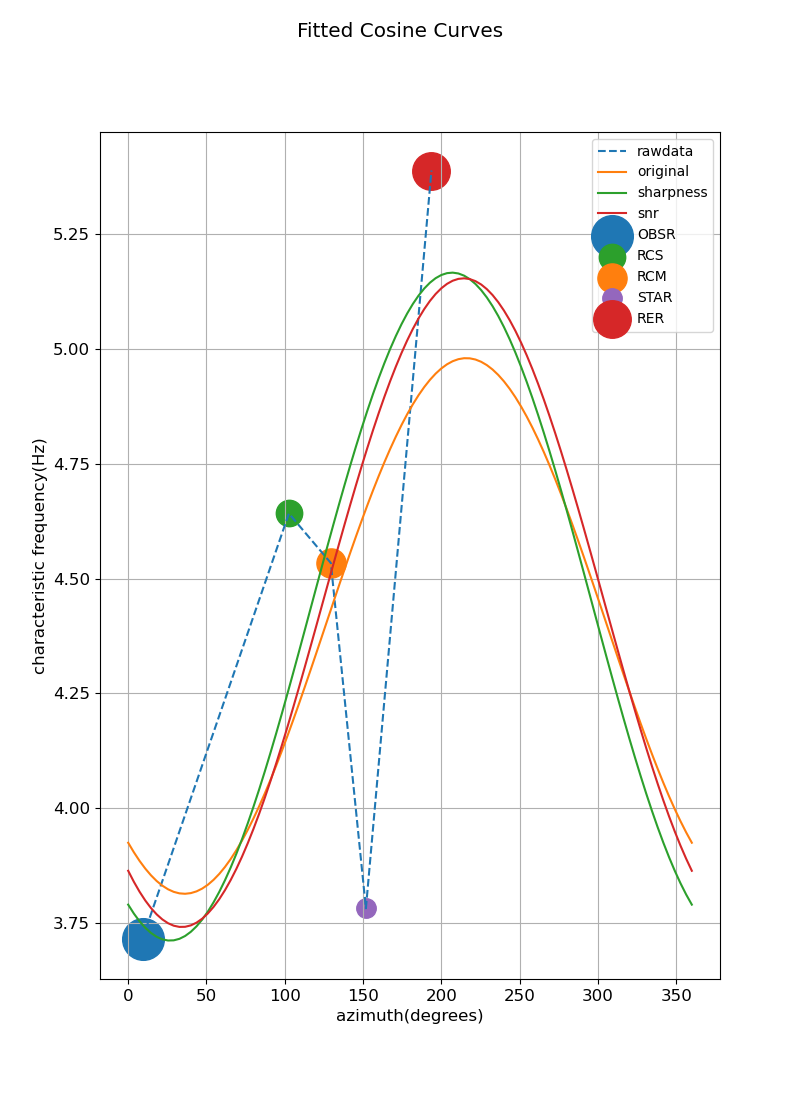 Fitted Cosine Curves
rawdata
original
sharpness
snr
OBSR
RCS
RCM
STAR
RER
characteristic frequency(Hz)
5.25
5.00
4.75
4.50
4.25
4.00
3.75
0 50 100 150 200 250 300 350
azimuth(degrees)